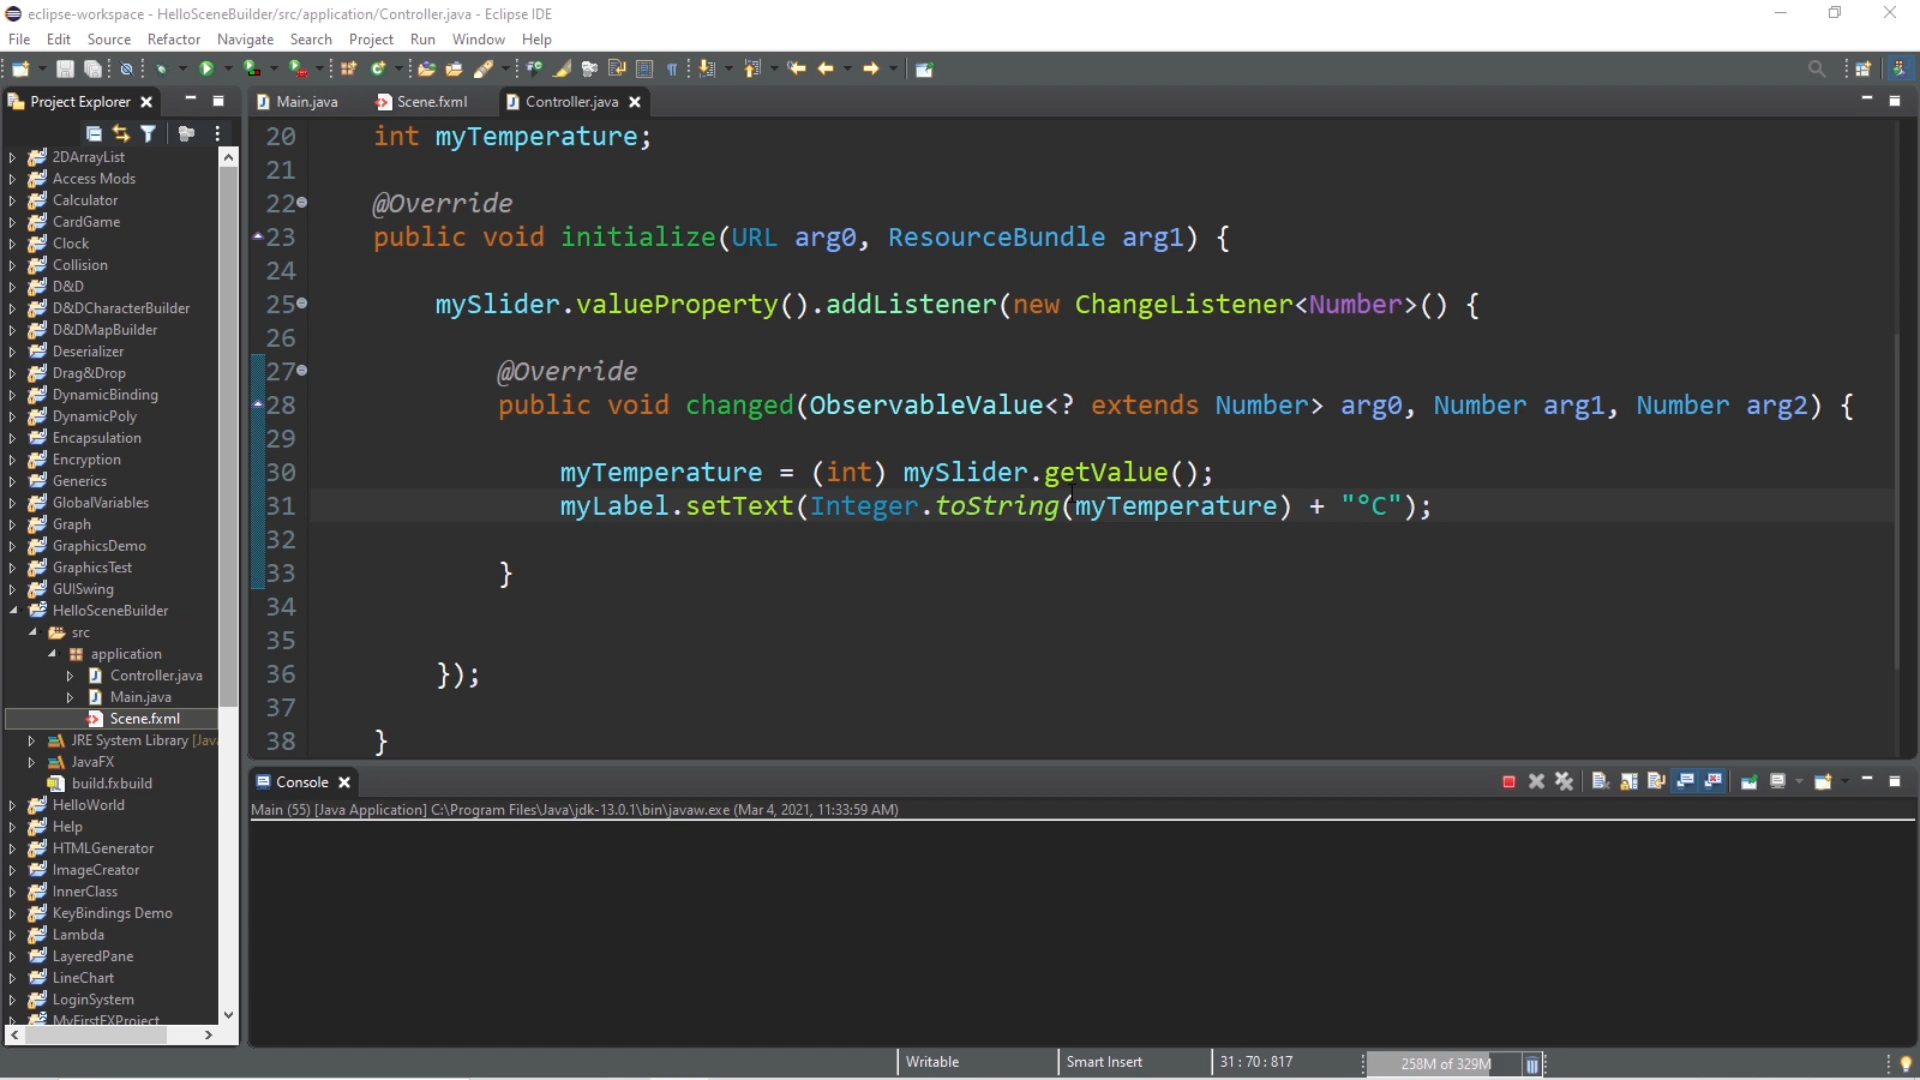 eclipse-workspace - HelloSceneBuilder/src/application/Controller.java - Eclipse IDE
File Edit Source Refactor Navigate Search Project Run Window Help
Project Explorer
2DArrayList
Access Mods
Calculator
CardGame
Clock
Collision
D&D
D&DCharacterBuilder
D&DMapBuilder
Deserializer
Drag&Drop
DynamicBinding
DynamicPoly
Encapsulation
Encryption
Generics
GlobalVariables
Graph
GraphicsDemo
GraphicsTest
GUISwing
HelloSceneBuilder
src
application
Controller.java
Main.java
Scene.fxml
JRE System Library [Java
JavaFX
build.fxbuild
HelloWorld
Help
HTMLGenerator
ImageCreator
InnerClass
KeyBindings Demo
Lambda
LayeredPane
LineChart
LoginSystem
MyFirstFXProject
Main.java Scene.fxml Controller.java
20 int myTemperature;
21
22 @Override
23 public void initialize(URL arg0, ResourceBundle arg1) {
24
25 mySlider.valueProperty().addListener(new ChangeListener<Number>() {
26
27 @Override
28 public void changed(ObservableValue<? extends Number> arg0, Number arg1, Number arg2) {
29
30 myTemperature = (int) mySlider.getValue();
31 myLabel.setText(Integer.toString(myTemperature) + "°C");
32
33 }
34
35
36 });
37
38 }
Console
Main (55) [Java Application] C:\Program Files\Java\jdk-13.0.1\bin\javaw.exe (Mar 4, 2021, 11:33:59 AM)
Writable Smart Insert 31 : 70 : 817 258M of 329M